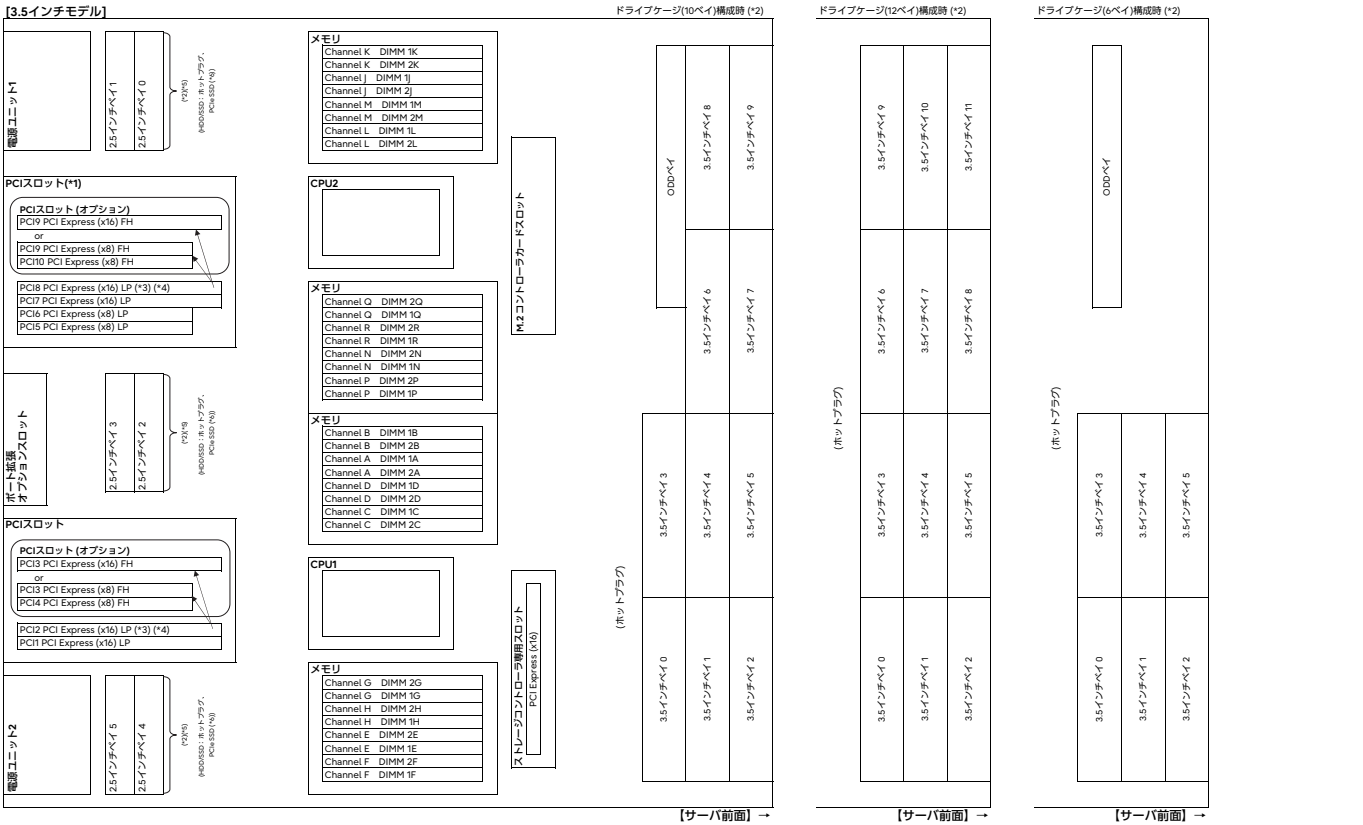 [3.5インチモデル]
電源ユニット1
2.5インチベイ 1
2.5インチベイ 0
(*2)(*5)
(HDD/SSD：ホットプラグ、
PCIe SSD (*6))
PCIスロット(*1)
PCIスロット (オプション)
PCI9 PCI Express (x16) FH
or
PCI9 PCI Express (x8) FH
PCI10 PCI Express (x8) FH
PCI8 PCI Express (x16) LP (*3) (*4)
PCI7 PCI Express (x16) LP
PCI6 PCI Express (x8) LP
PCI5 PCI Express (x8) LP
ポート拡張
オプションスロット
2.5インチベイ 3
2.5インチベイ 2
(*2)(*5)
(HDD/SSD：ホットプラグ、
PCIe SSD (*6))
PCIスロット
PCIスロット (オプション)
PCI3 PCI Express (x16) FH
or
PCI3 PCI Express (x8) FH
PCI4 PCI Express (x8) FH
PCI2 PCI Express (x16) LP (*3) (*4)
PCI1 PCI Express (x16) LP
電源ユニット2
2.5インチベイ 5
2.5インチベイ 4
(*2)(*5)
(HDD/SSD：ホットプラグ、
PCIe SSD (*6))
メモリ
Channel K DIMM 1K
Channel K DIMM 2K
Channel J DIMM 1J
Channel J DIMM 2J
Channel M DIMM 1M
Channel M DIMM 2M
Channel L DIMM 1L
Channel L DIMM 2L
CPU2
メモリ
Channel Q DIMM 2Q
Channel Q DIMM 1Q
Channel R DIMM 2R
Channel R DIMM 1R
Channel N DIMM 2N
Channel N DIMM 1N
Channel P DIMM 2P
Channel P DIMM 1P
メモリ
Channel B DIMM 1B
Channel B DIMM 2B
Channel A DIMM 1A
Channel A DIMM 2A
Channel D DIMM 1D
Channel D DIMM 2D
Channel C DIMM 1C
Channel C DIMM 2C
CPU1
メモリ
Channel G DIMM 2G
Channel G DIMM 1G
Channel H DIMM 2H
Channel H DIMM 1H
Channel E DIMM 2E
Channel E DIMM 1E
Channel F DIMM 2F
Channel F DIMM 1F
M.2 コントローラカードスロット
ストレージコントローラ専用スロット
PCI Express (x16)
ドライブケージ(10ベイ)構成時 (*2)
ODDベイ
3.5インチベイ 8
3.5インチベイ 9
3.5インチベイ 6
3.5インチベイ 7
3.5インチベイ 3
3.5インチベイ 4
3.5インチベイ 5
(ホットプラグ)
3.5インチベイ 0
3.5インチベイ 1
3.5インチベイ 2
【サーバ前面】→
ドライブケージ(12ベイ)構成時 (*2)
3.5インチベイ 9
3.5インチベイ 10
3.5インチベイ 11
3.5インチベイ 6
3.5インチベイ 7
3.5インチベイ 8
(ホットプラグ)
3.5インチベイ 3
3.5インチベイ 4
3.5インチベイ 5
3.5インチベイ 0
3.5インチベイ 1
3.5インチベイ 2
【サーバ前面】→
ドライブケージ(6ベイ)構成時 (*2)
ODDベイ
(ホットプラグ)
3.5インチベイ 3
3.5インチベイ 4
3.5インチベイ 5
3.5インチベイ 0
3.5インチベイ 1
3.5インチベイ 2
【サーバ前面】→